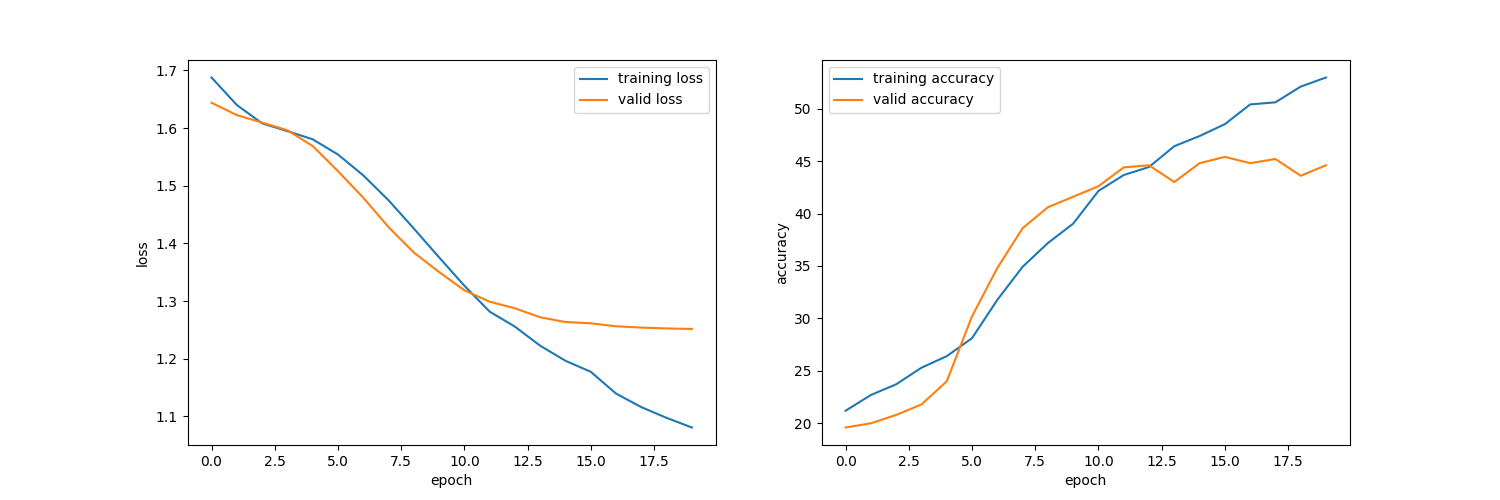 1.7
1.6
1.5
1.4
1.3
1.2
1.1
loss
0.0 2.5 5.0 7.5 10.0 12.5 15.0 17.5
epoch
training loss
valid loss
50
45
40
35
30
25
20
accuracy
0.0 2.5 5.0 7.5 10.0 12.5 15.0 17.5
epoch
training accuracy
valid accuracy